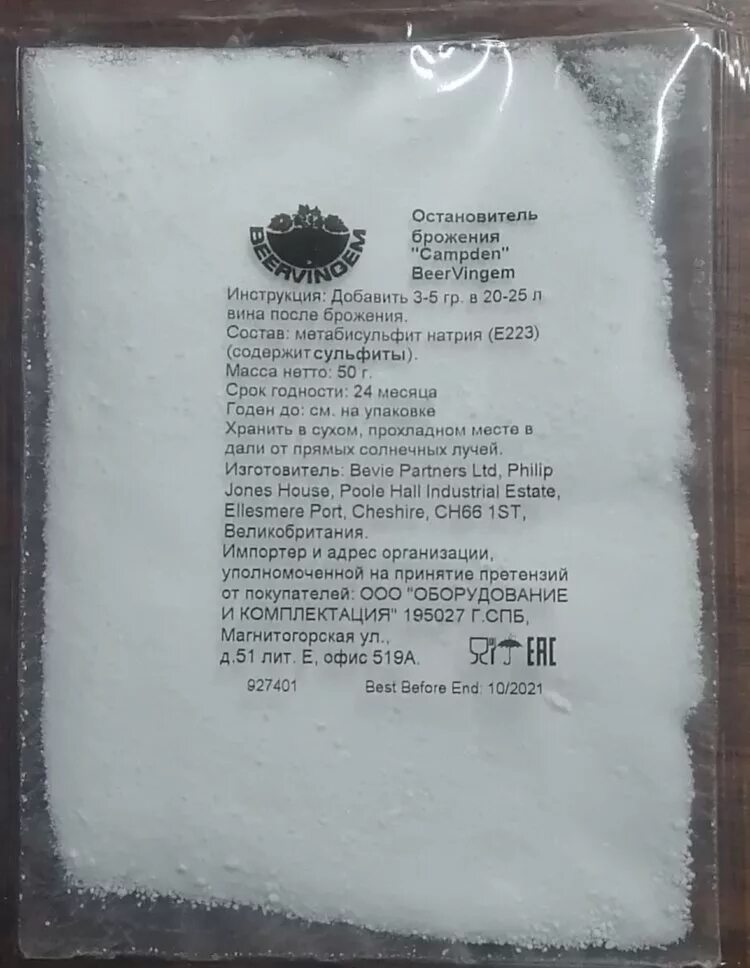 BEERVINGEM
Остановитель
брожения
"Campden"
BeerVingem
Инструкция: Добавить 3-5 гр. в 20-25 л
вина после брожения.
Состав: метабисульфит натрия (Е223)
(содержит сульфиты).
Масса нетто: 50 г.
Срок годности: 24 месяца
Годен до: см. на упаковке
Хранить в сухом, прохладном месте в
дали от прямых солнечных лучей.
Изготовитель: Bevie Partners Ltd, Philip
Jones House, Poole Hall Industrial Estate,
Ellesmere Port, Cheshire, CH66 1ST,
Великобритания.
Импортер и адрес организации,
уполномоченной на принятие претензий
от покупателей: ООО "ОБОРУДОВАНИЕ
И КОМПЛЕКТАЦИЯ" 195027 Г.СПБ,
Магнитогорская ул.,
д.51 лит. Е, офис 519А.
EAC
927401 Best Before End: 10/2021